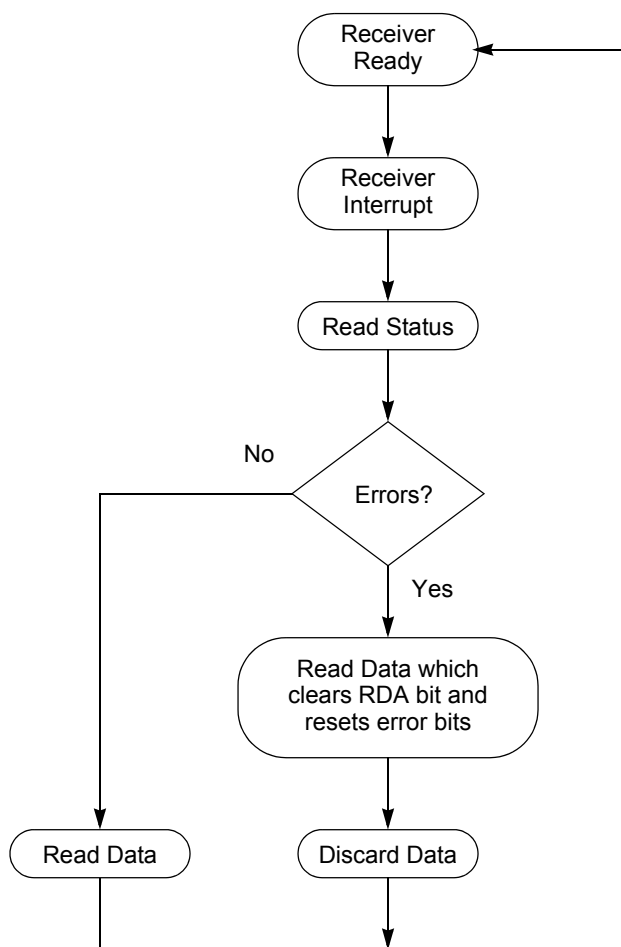 Receiver
Ready
Receiver
Interrupt
Read Status
No
Errors?
Yes
Read Data which
clears RDA bit and
resets error bits
Read Data
Discard Data